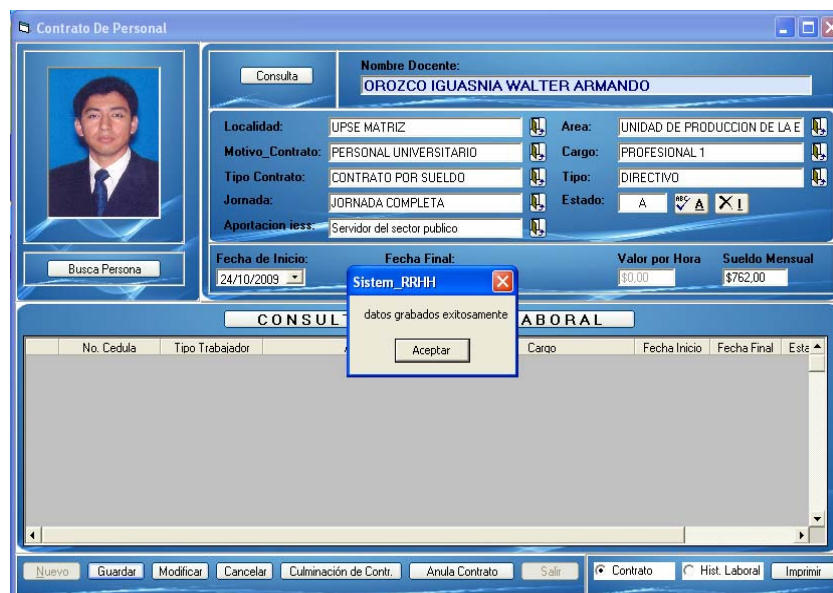 Contrato De Personal
Consulta
Nombre Docente:
OROZCO IGUASNIA WALTER ARMANDO
Localidad: UPSE MATRIZ Area: UNIDAD DE PRODUCCION DE LA E
Motivo_Contrato: PERSONAL UNIVERSITARIO Cargo: PROFESIONAL 1
Tipo Contrato: CONTRATO POR SUELDO Tipo: DIRECTIVO
Jornada: JORNADA COMPLETA Estado: A ABC A X I
Aportacion iess: Servidor del sector publico
Busca Persona
Fecha de Inicio: Fecha Final: Valor por Hora Sueldo Mensual
24/10/2009 $0,00 $762,00
Sistem_RRHH
datos grabados exitosamente
Aceptar
CONSUL ABORAL
No. Cedula Tipo Trabajador A Cargo Fecha Inicio Fecha Final Esta
Nuevo Guardar Modificar Cancelar Culminación de Contr. Anula Contrato Salir Contrato Hist. Laboral Imprimir